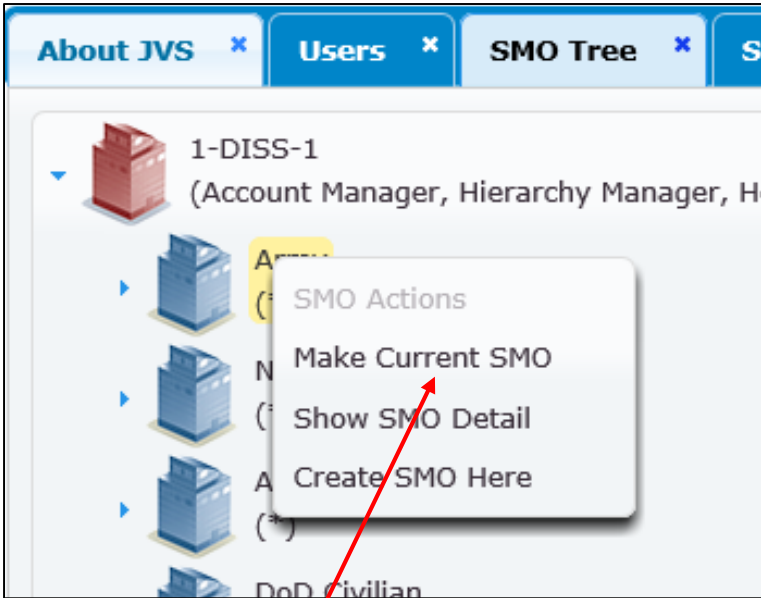 About JVS
Users
SMO Tree
S
1-DISS-1
(Account Manager, Hierarchy Manager, H
Army
(*
SMO Actions
Make Current SMO
Show SMO Detail
Create SMO Here
N
(*
A
(*)
DoD Civilian